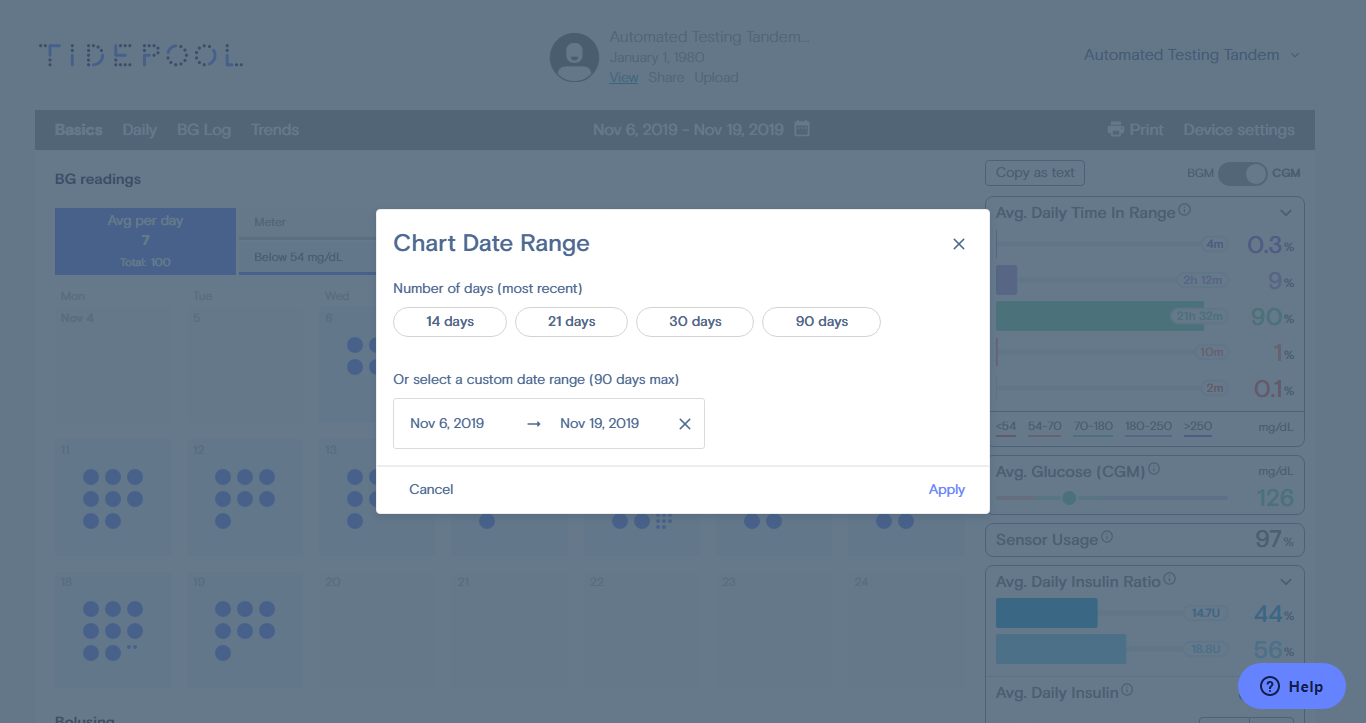 TIDEPOOL
Automated Testing Tandem...
January 1, 1980
View Share Upload
Automated Testing Tandem
Basics Daily BG Log Trends
Nov 6, 2019 - Nov 19, 2019
Print Device settings
BG readings
Copy as text
BGM CGM
Avg per day
7
Total: 100
Meter
Below 54 mg/dL
Mon Tue Wed
Nov 4 5 6
11 12 13
18 19 20 21 22 23 24
Bolusing
Chart Date Range
Number of days (most recent)
14 days 21 days 30 days 90 days
Or select a custom date range (90 days max)
Nov 6, 2019 → Nov 19, 2019
Cancel Apply
Avg. Daily Time In Range
4m 0.3%
2h 12m 9%
21h 32m 90%
10m 1%
2m 0.1%
<54 54-70 70-180 180-250 >250 mg/dL
Avg. Glucose (CGM) mg/dL
126
Sensor Usage 97%
Avg. Daily Insulin Ratio
14.7U 44%
18.8U 56%
Avg. Daily Insulin
Help